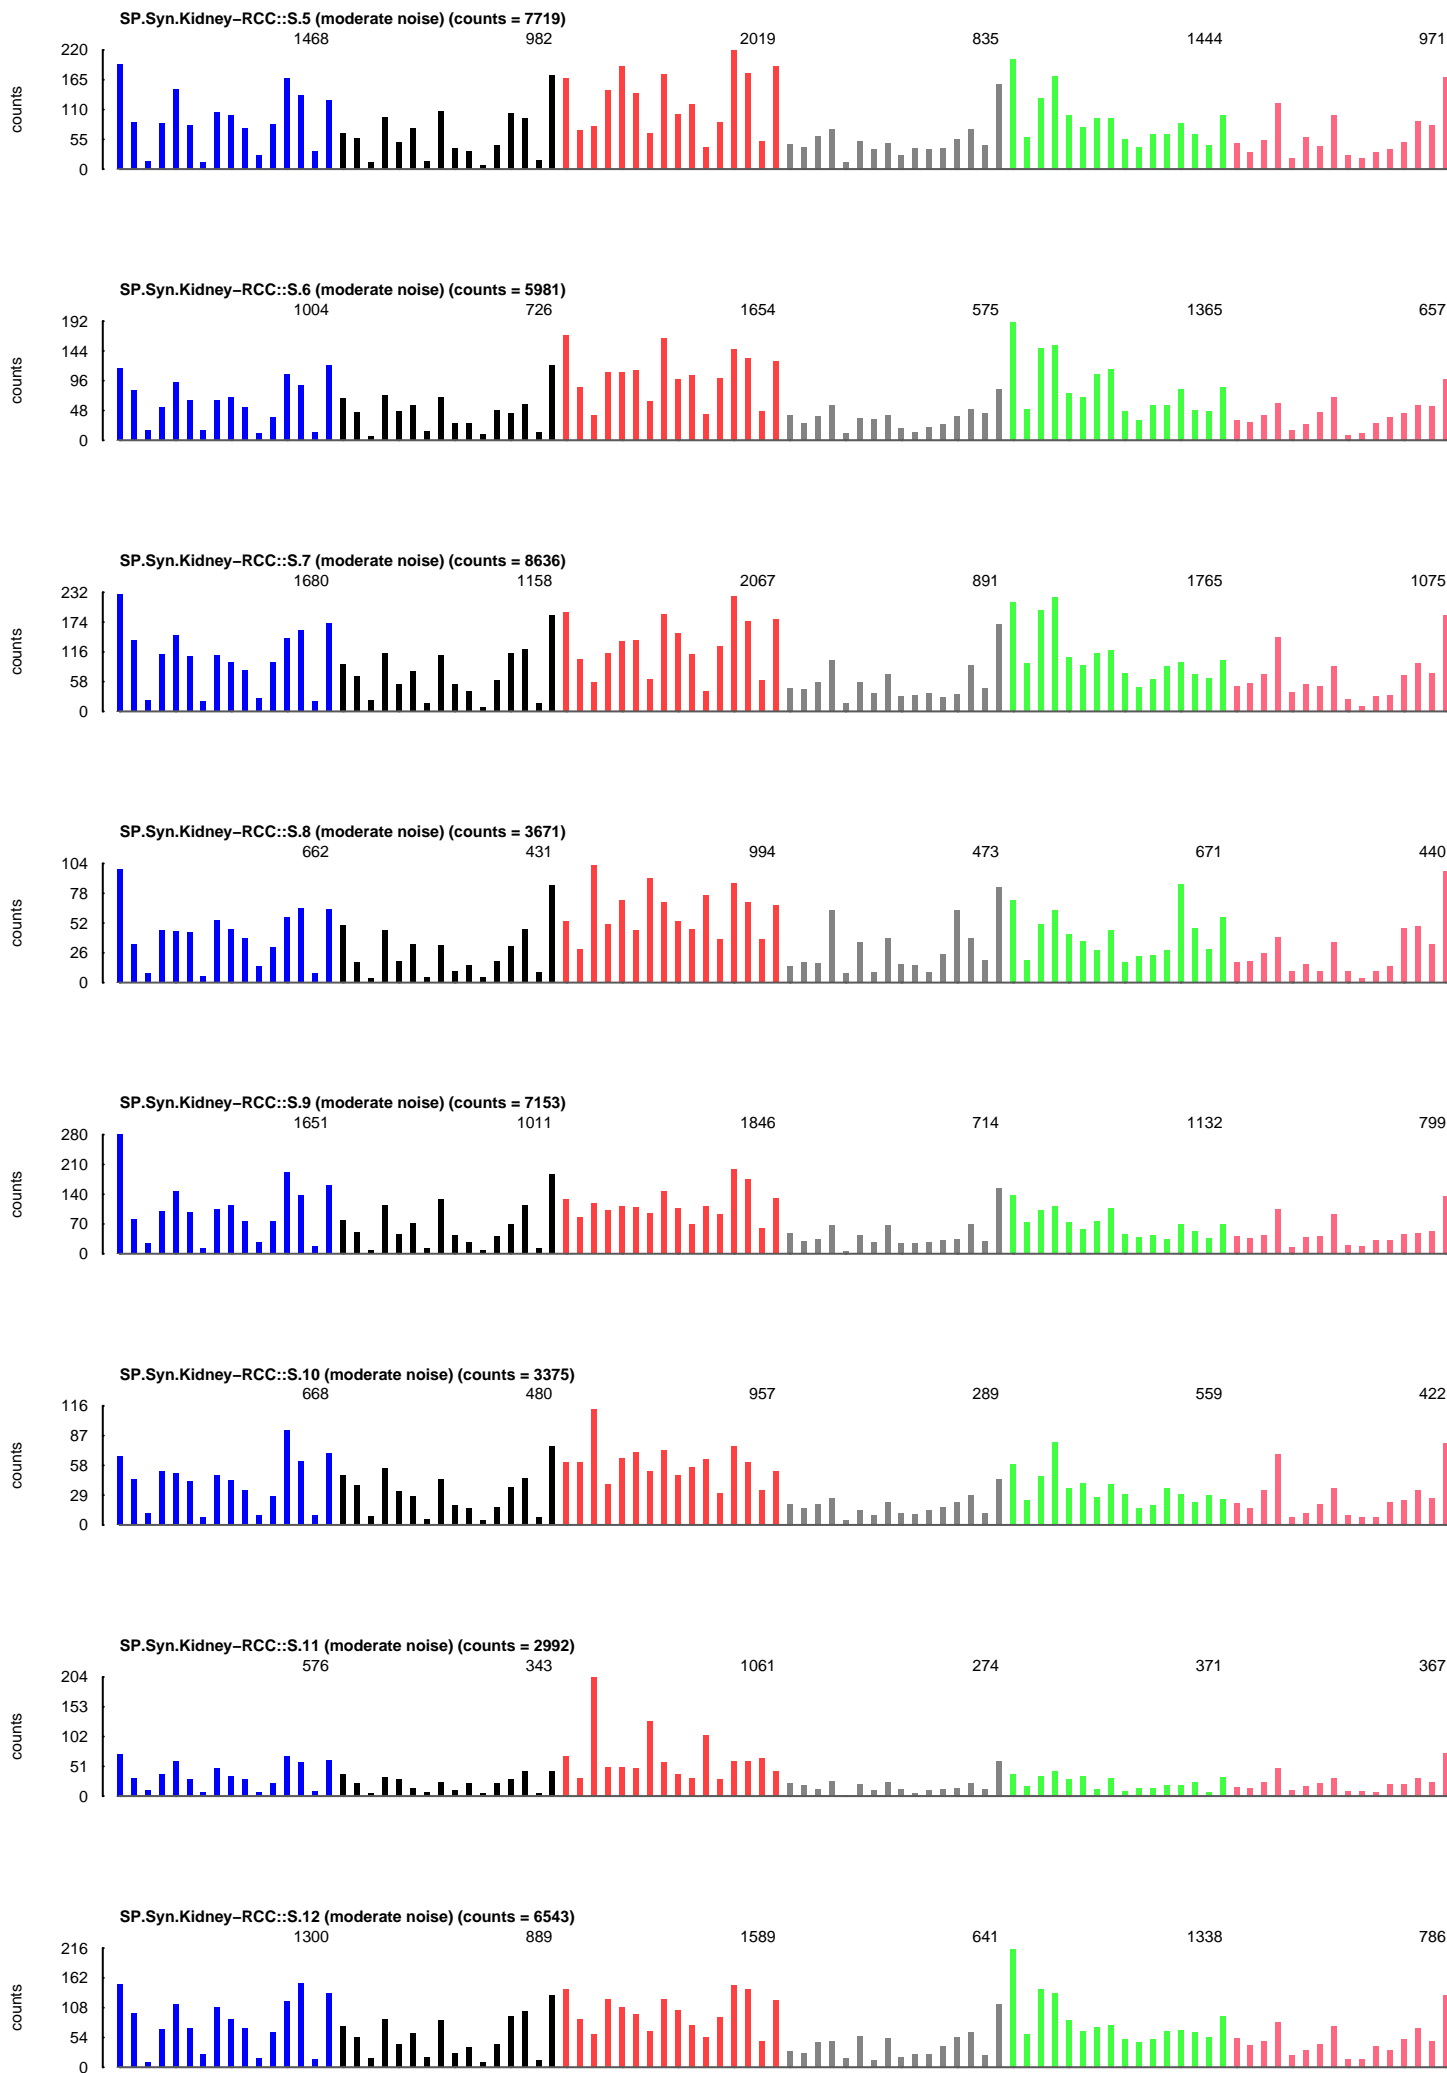 SP.Syn.Kidney−RCC::S.5 (moderate noise) (counts = 7719)
1468 982 2019 835 1444 971
220
165
110
55
0
counts
SP.Syn.Kidney−RCC::S.6 (moderate noise) (counts = 5981)
1004 726 1654 575 1365 657
192
144
96
48
0
counts
SP.Syn.Kidney−RCC::S.7 (moderate noise) (counts = 8636)
1680 1158 2067 891 1765 1075
232
174
116
58
0
counts
SP.Syn.Kidney−RCC::S.8 (moderate noise) (counts = 3671)
662 431 994 473 671 440
104
78
52
26
0
counts
SP.Syn.Kidney−RCC::S.9 (moderate noise) (counts = 7153)
1651 1011 1846 714 1132 799
280
210
140
70
0
counts
SP.Syn.Kidney−RCC::S.10 (moderate noise) (counts = 3375)
668 480 957 289 559 422
116
87
58
29
0
counts
SP.Syn.Kidney−RCC::S.11 (moderate noise) (counts = 2992)
576 343 1061 274 371 367
204
153
102
51
0
counts
SP.Syn.Kidney−RCC::S.12 (moderate noise) (counts = 6543)
1300 889 1589 641 1338 786
216
162
108
54
0
counts